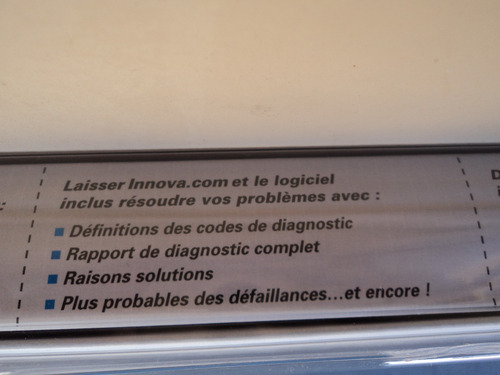 Laisser Innova.com et le logiciel
inclus résoudre vos problèmes avec :
Définitions des codes de diagnostic
Rapport de diagnostic complet
Raisons solutions
Plus probables des défaillances...et encore !